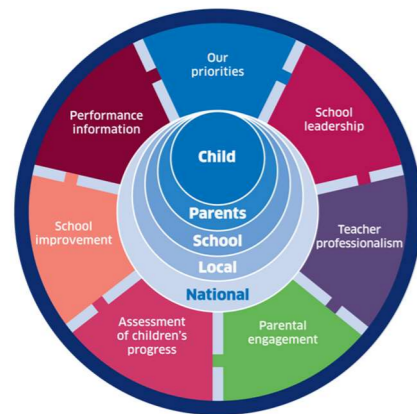 Our
priorities
School
leadership
Teacher
professionalism
Parental
engagement
Assessment
of children's
progress
School
improvement
Performance
information
Child
Parents
School
Local
National